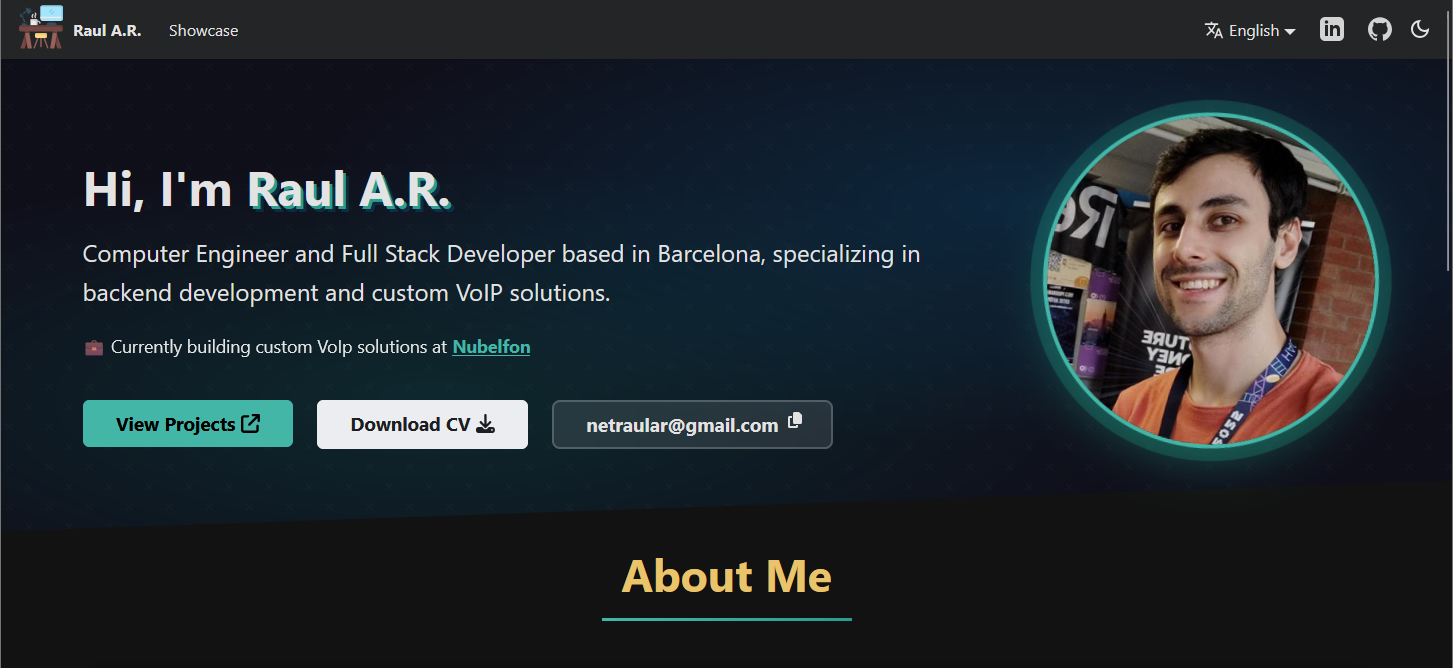 Raul A.R.
Showcase
English
in
Hi, I'm Raul A.R.
Computer Engineer and Full Stack Developer based in Barcelona, specializing in
backend development and custom VoIP solutions.
Currently building custom VoIp solutions at Nubelfon
View Projects
Download CV
netraular@gmail.com
About Me